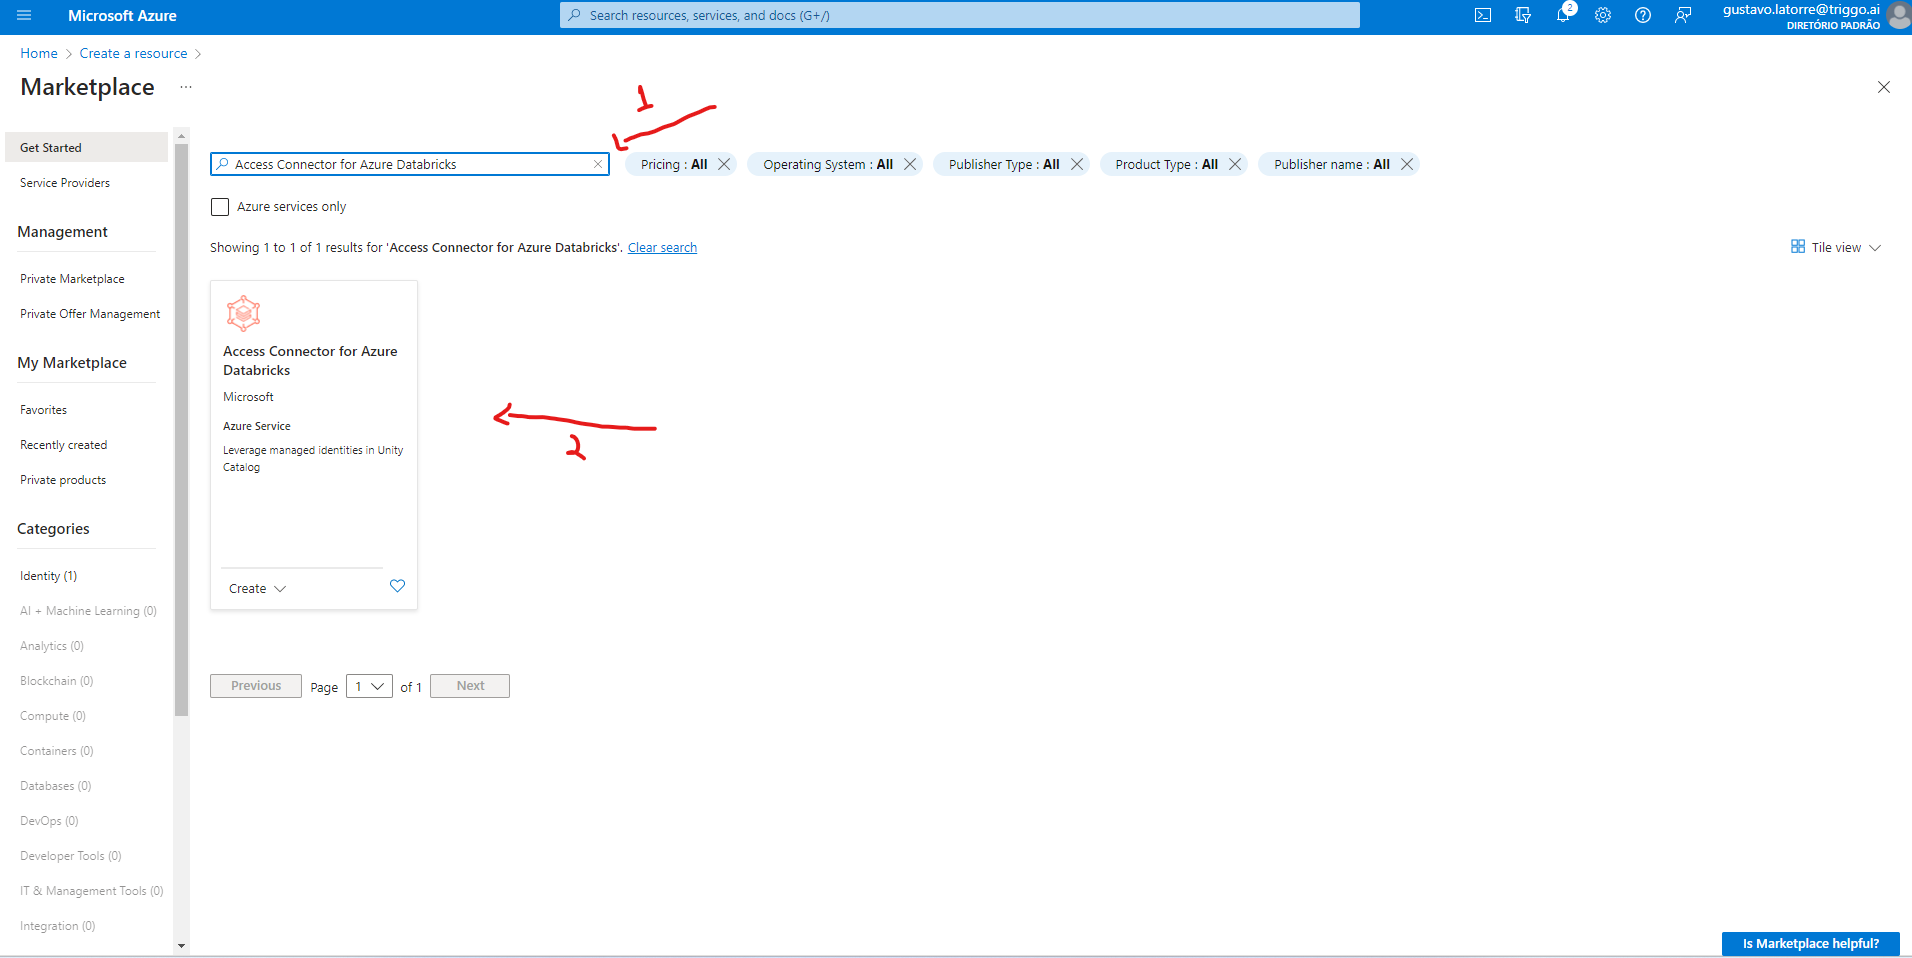 Microsoft Azure
Search resources, services, and docs (G+/)
2
gustavo.latorre@triggo.ai
DIRETÓRIO PADRÃO
Home > Create a resource >
Marketplace ...
1
Get Started
Service Providers
Management
Private Marketplace
Private Offer Management
My Marketplace
Favorites
Recently created
Private products
Categories
Identity (1)
AI + Machine Learning (0)
Analytics (0)
Blockchain (0)
Compute (0)
Containers (0)
Databases (0)
DevOps (0)
Developer Tools (0)
IT & Management Tools (0)
Integration (0)
Access Connector for Azure Databricks
Pricing : All
Operating System : All
Publisher Type : All
Product Type : All
Publisher name : All
Azure services only
Showing 1 to 1 of 1 results for 'Access Connector for Azure Databricks'. Clear search
Tile view
Access Connector for Azure
Databricks
Microsoft
Azure Service
Leverage managed identities in Unity
Catalog
2
Create
Previous Page 1 of 1 Next
Is Marketplace helpful?